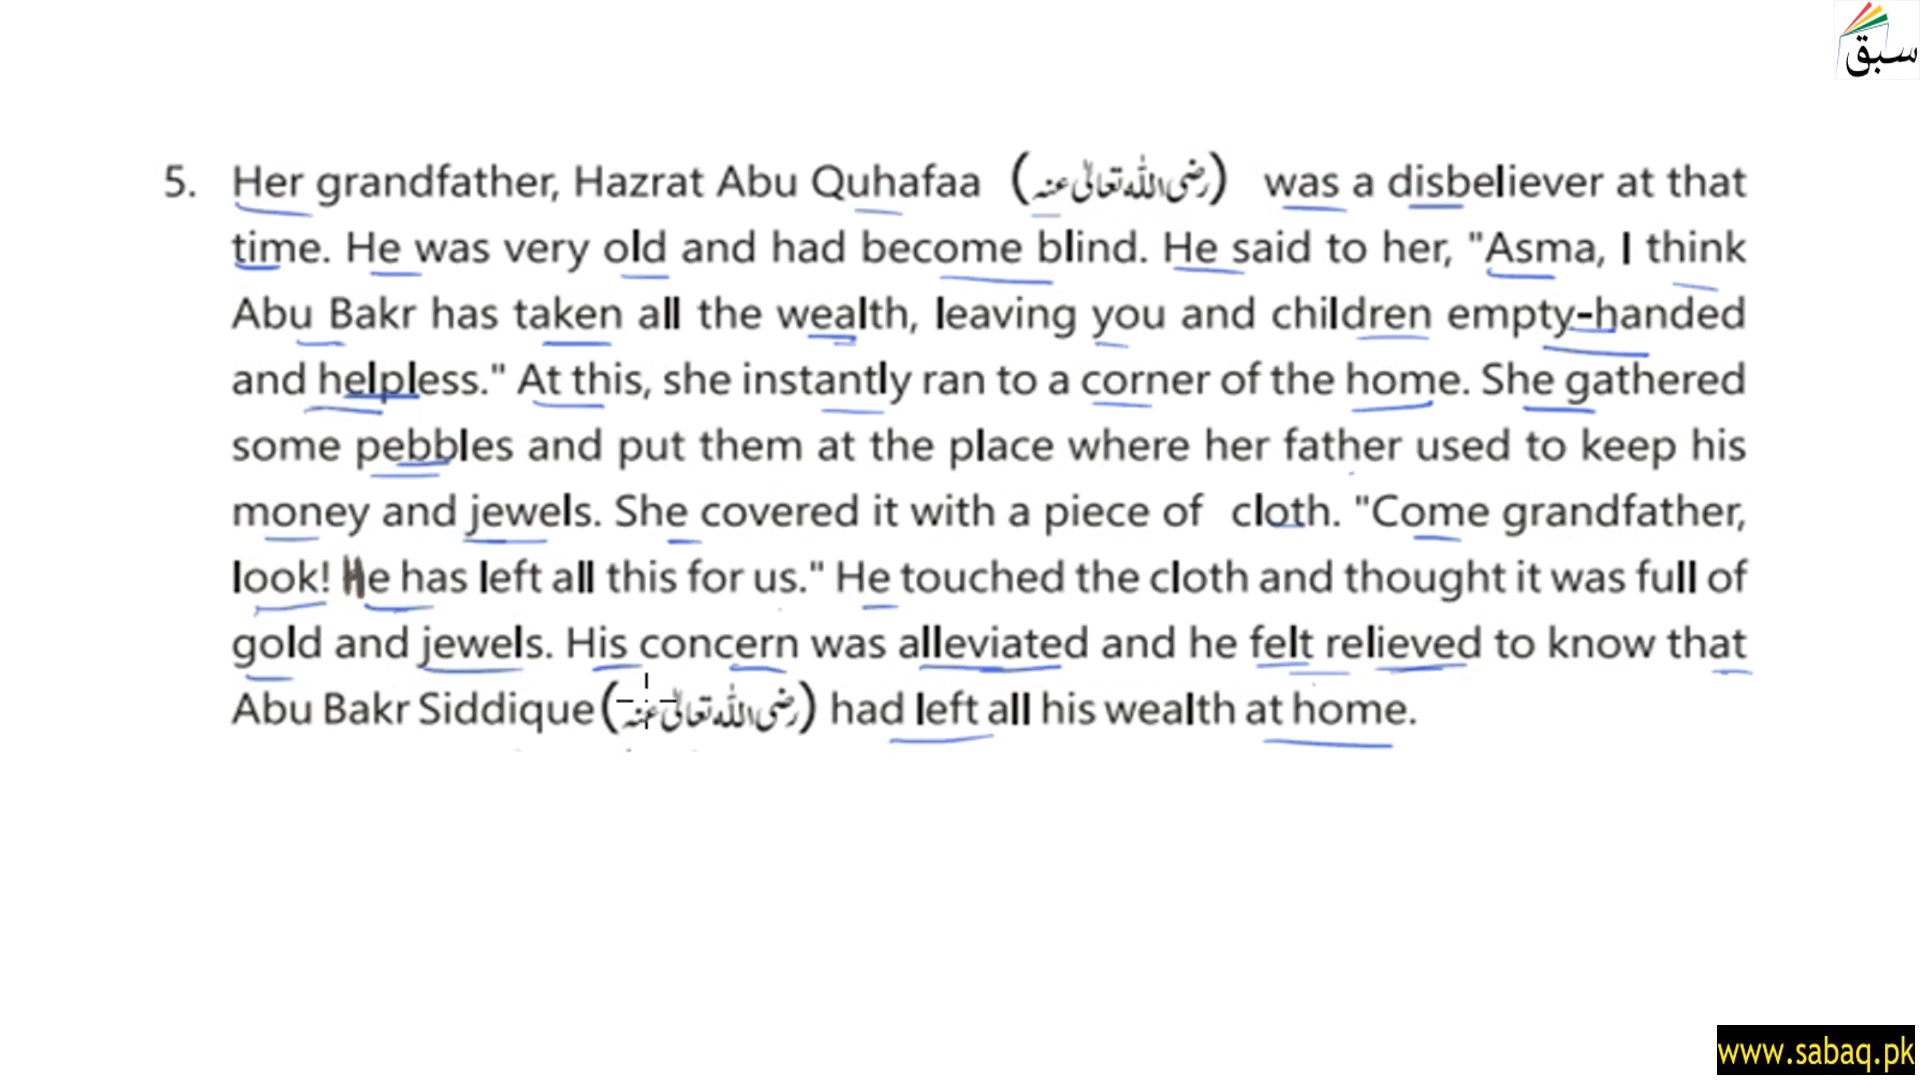 سبق
5. Her grandfather, Hazrat Abu Quhafaa (رضی اللہ تعالیٰ عنہ) was a disbeliever at that
time. He was very old and had become blind. He said to her, "Asma, I think
Abu Bakr has taken all the wealth, leaving you and children empty-handed
and helpless." At this, she instantly ran to a corner of the home. She gathered
some pebbles and put them at the place where her father used to keep his
money and jewels. She covered it with a piece of cloth. "Come grandfather,
look! He has left all this for us." He touched the cloth and thought it was full of
gold and jewels. His concern was alleviated and he felt relieved to know that
Abu Bakr Siddique (رضی اللہ تعالیٰ عنہ) had left all his wealth at home.
www.sabaq.pk